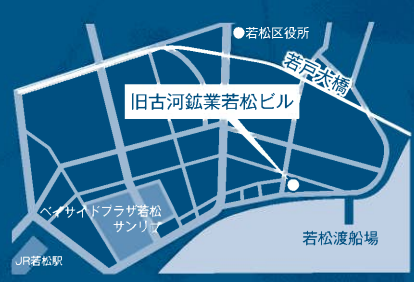 若松区役所
若戸大橋
旧古河鉱業若松ビル
ベイサイドプラザ若松
サンリブ
若松渡船場
JR若松駅